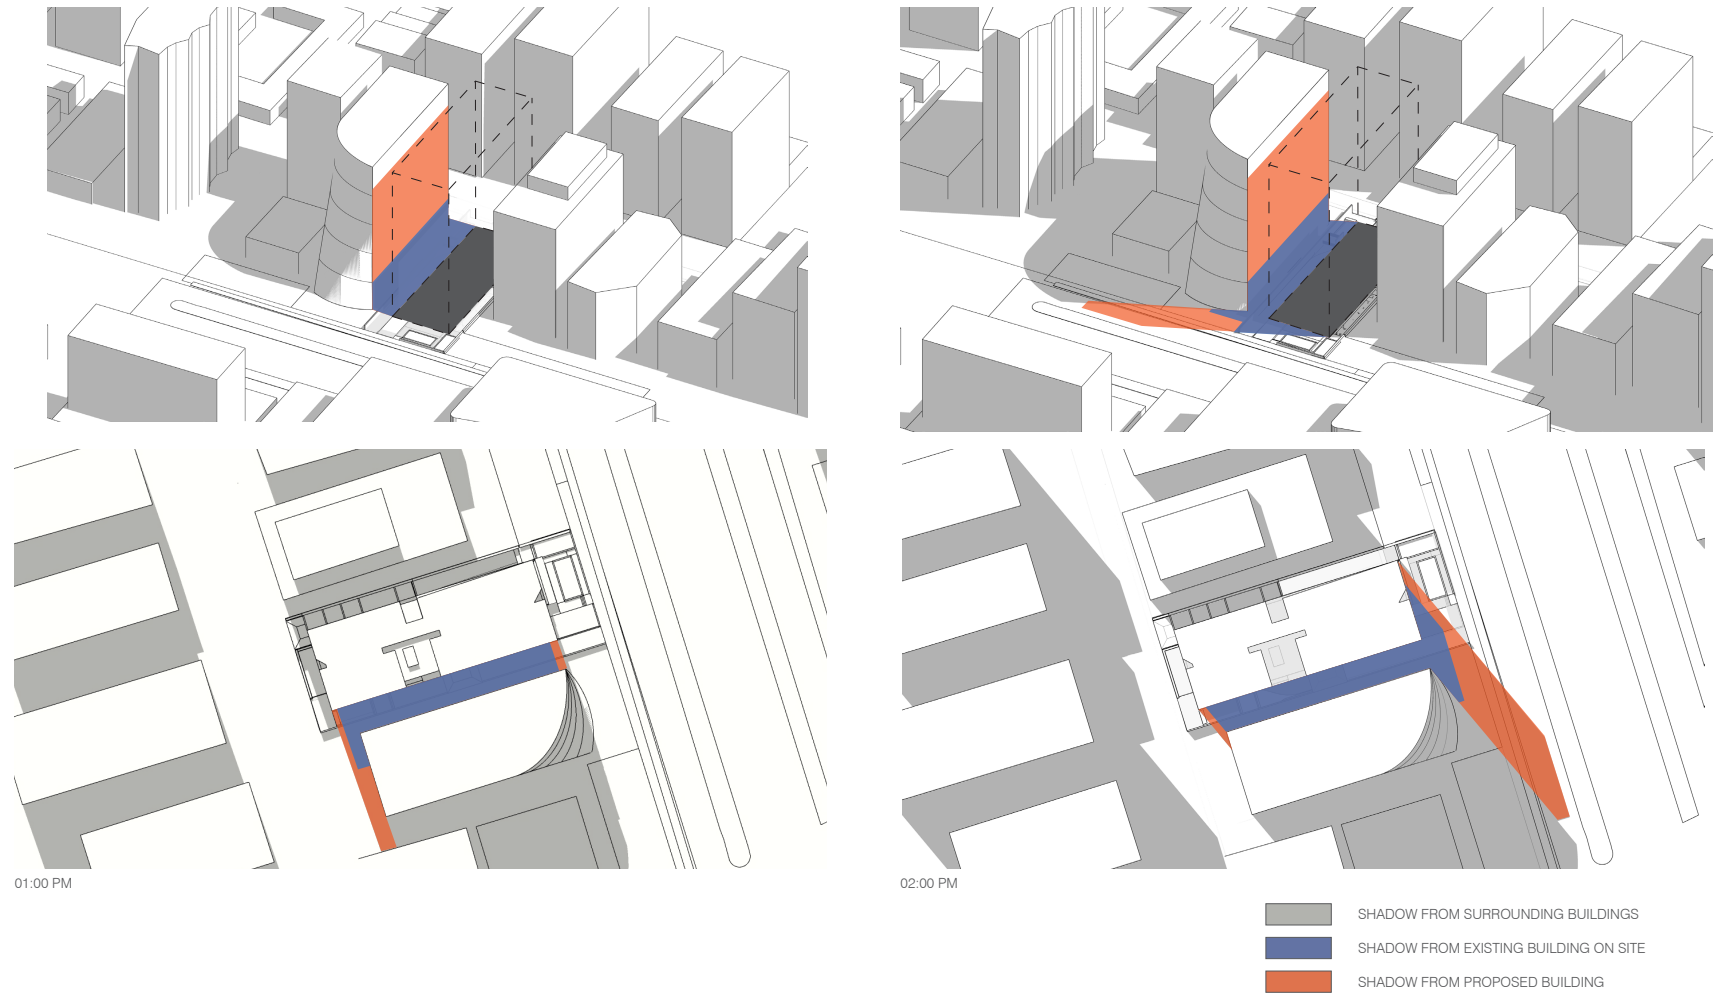 01:00 PM
02:00 PM
SHADOW FROM SURROUNDING BUILDINGS
SHADOW FROM EXISTING BUILDING ON SITE
SHADOW FROM PROPOSED BUILDING